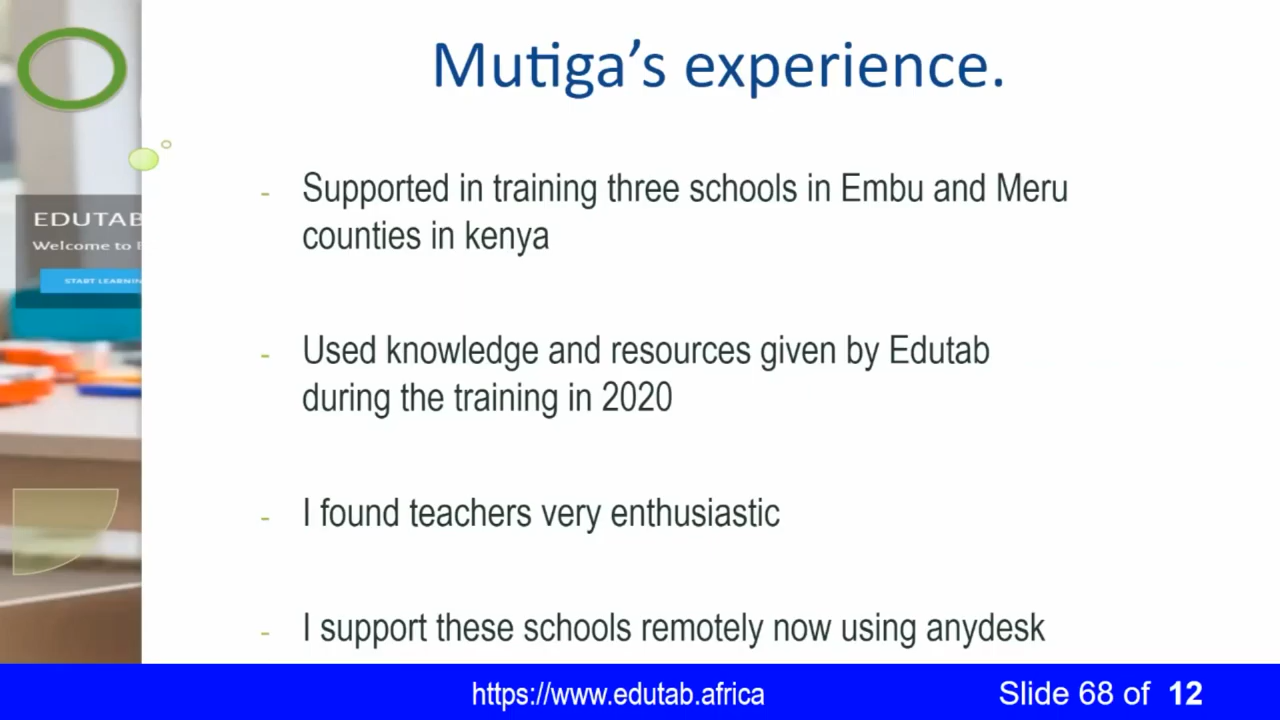 Mutiga's experience.
- Supported in training three schools in Embu and Meru
counties in kenya
EDUTAB
Welcome to
START LEARNIN
- Used knowledge and resources given by Edutab
during the training in 2020
- I found teachers very enthusiastic
- I support these schools remotely now using anydesk
https://www.edutab.africa
Slide 68 of 12